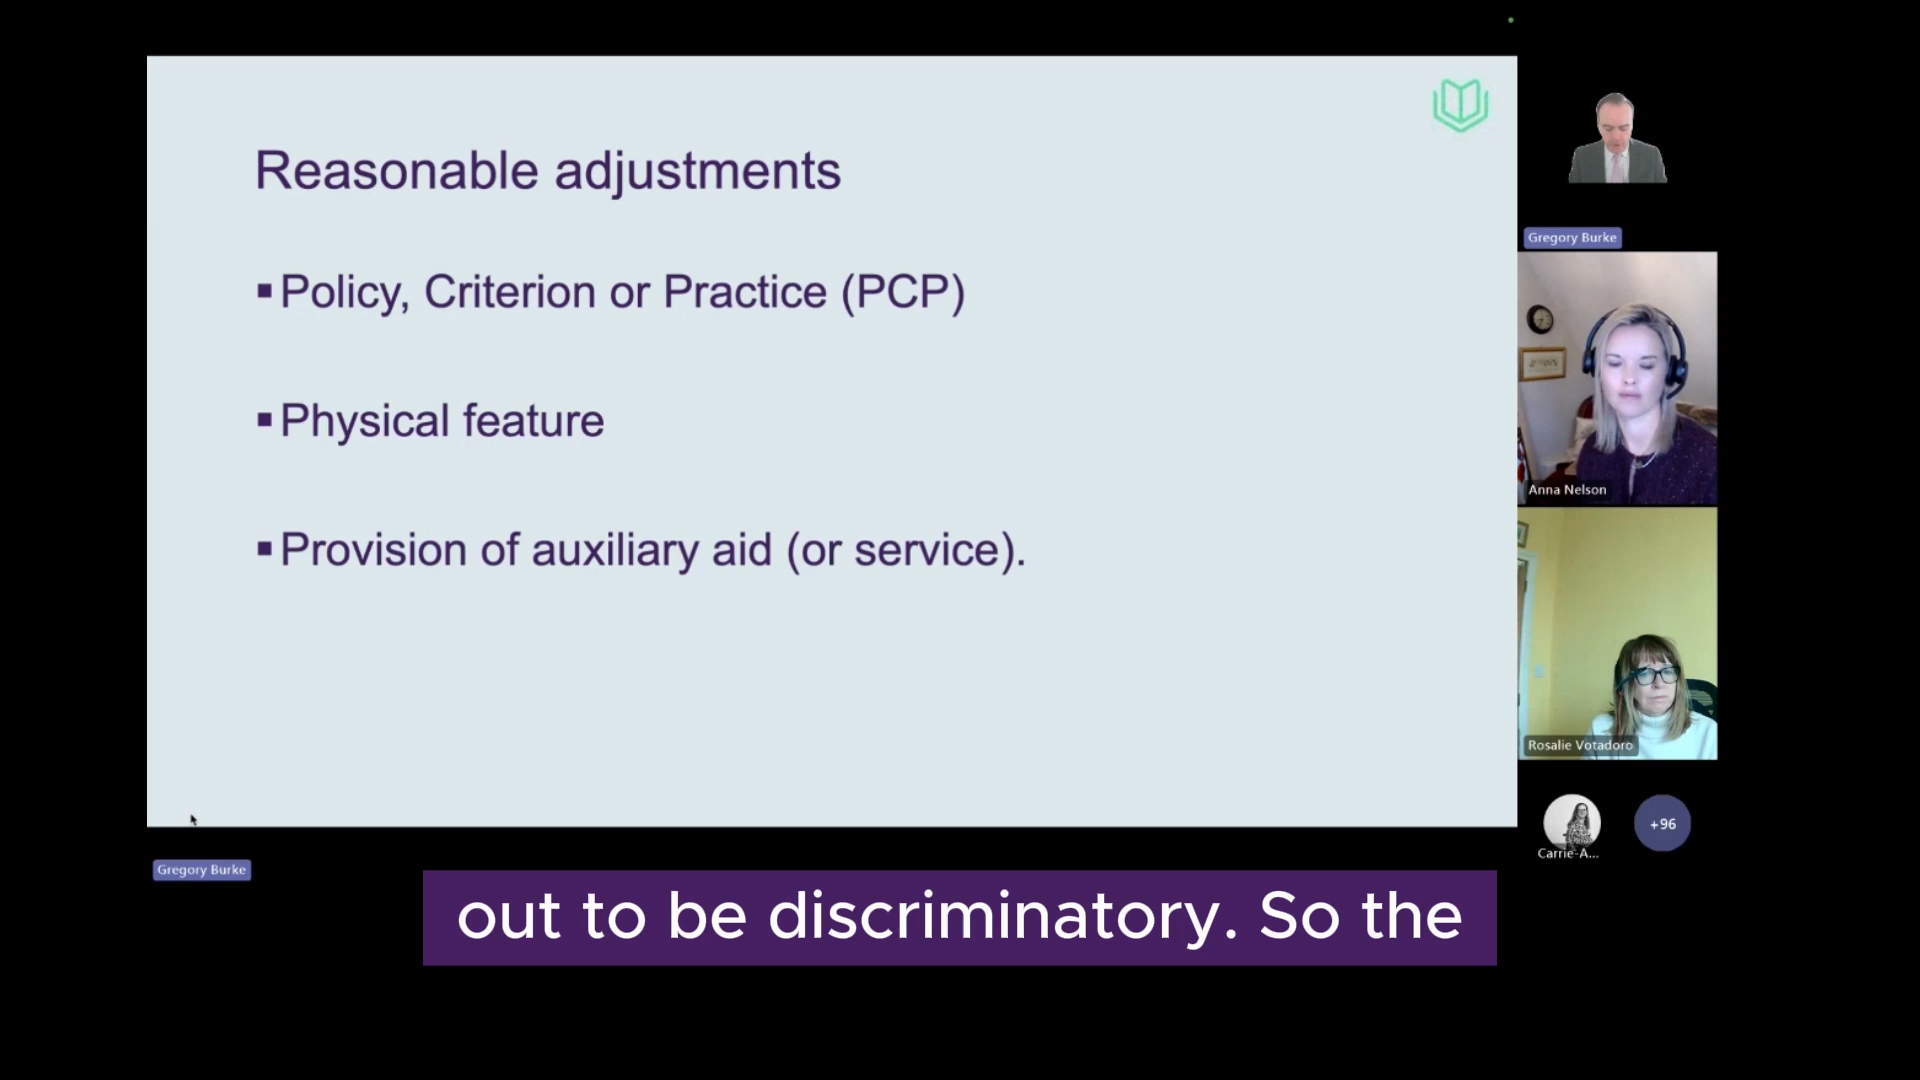 Reasonable adjustments
▪Policy, Criterion or Practice (PCP)
▪Physical feature
▪Provision of auxiliary aid (or service).
Gregory Burke
Anna Nelson
Rosalie Votadoro
Carrie-A...
+96
Gregory Burke
out to be discriminatory. So the